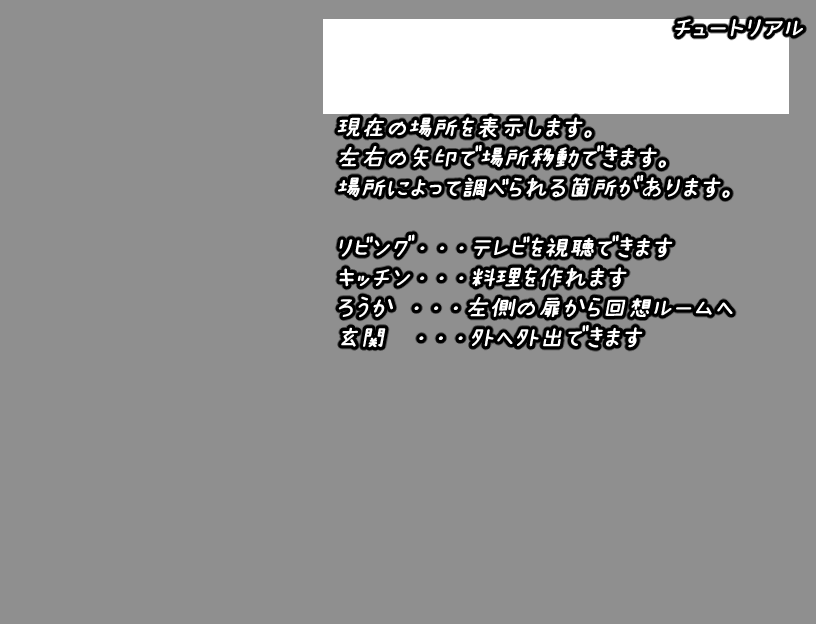 チュートリアル
現在の場所を表示します。
左右の矢印で場所移動できます。
場所によって調べられる箇所があります。
リビング・・・テレビを視聴できます
キッチン・・・料理を作れます
ろうか ・・・左側の扉から回想ルームへ
玄関 ・・・外へ外出できます